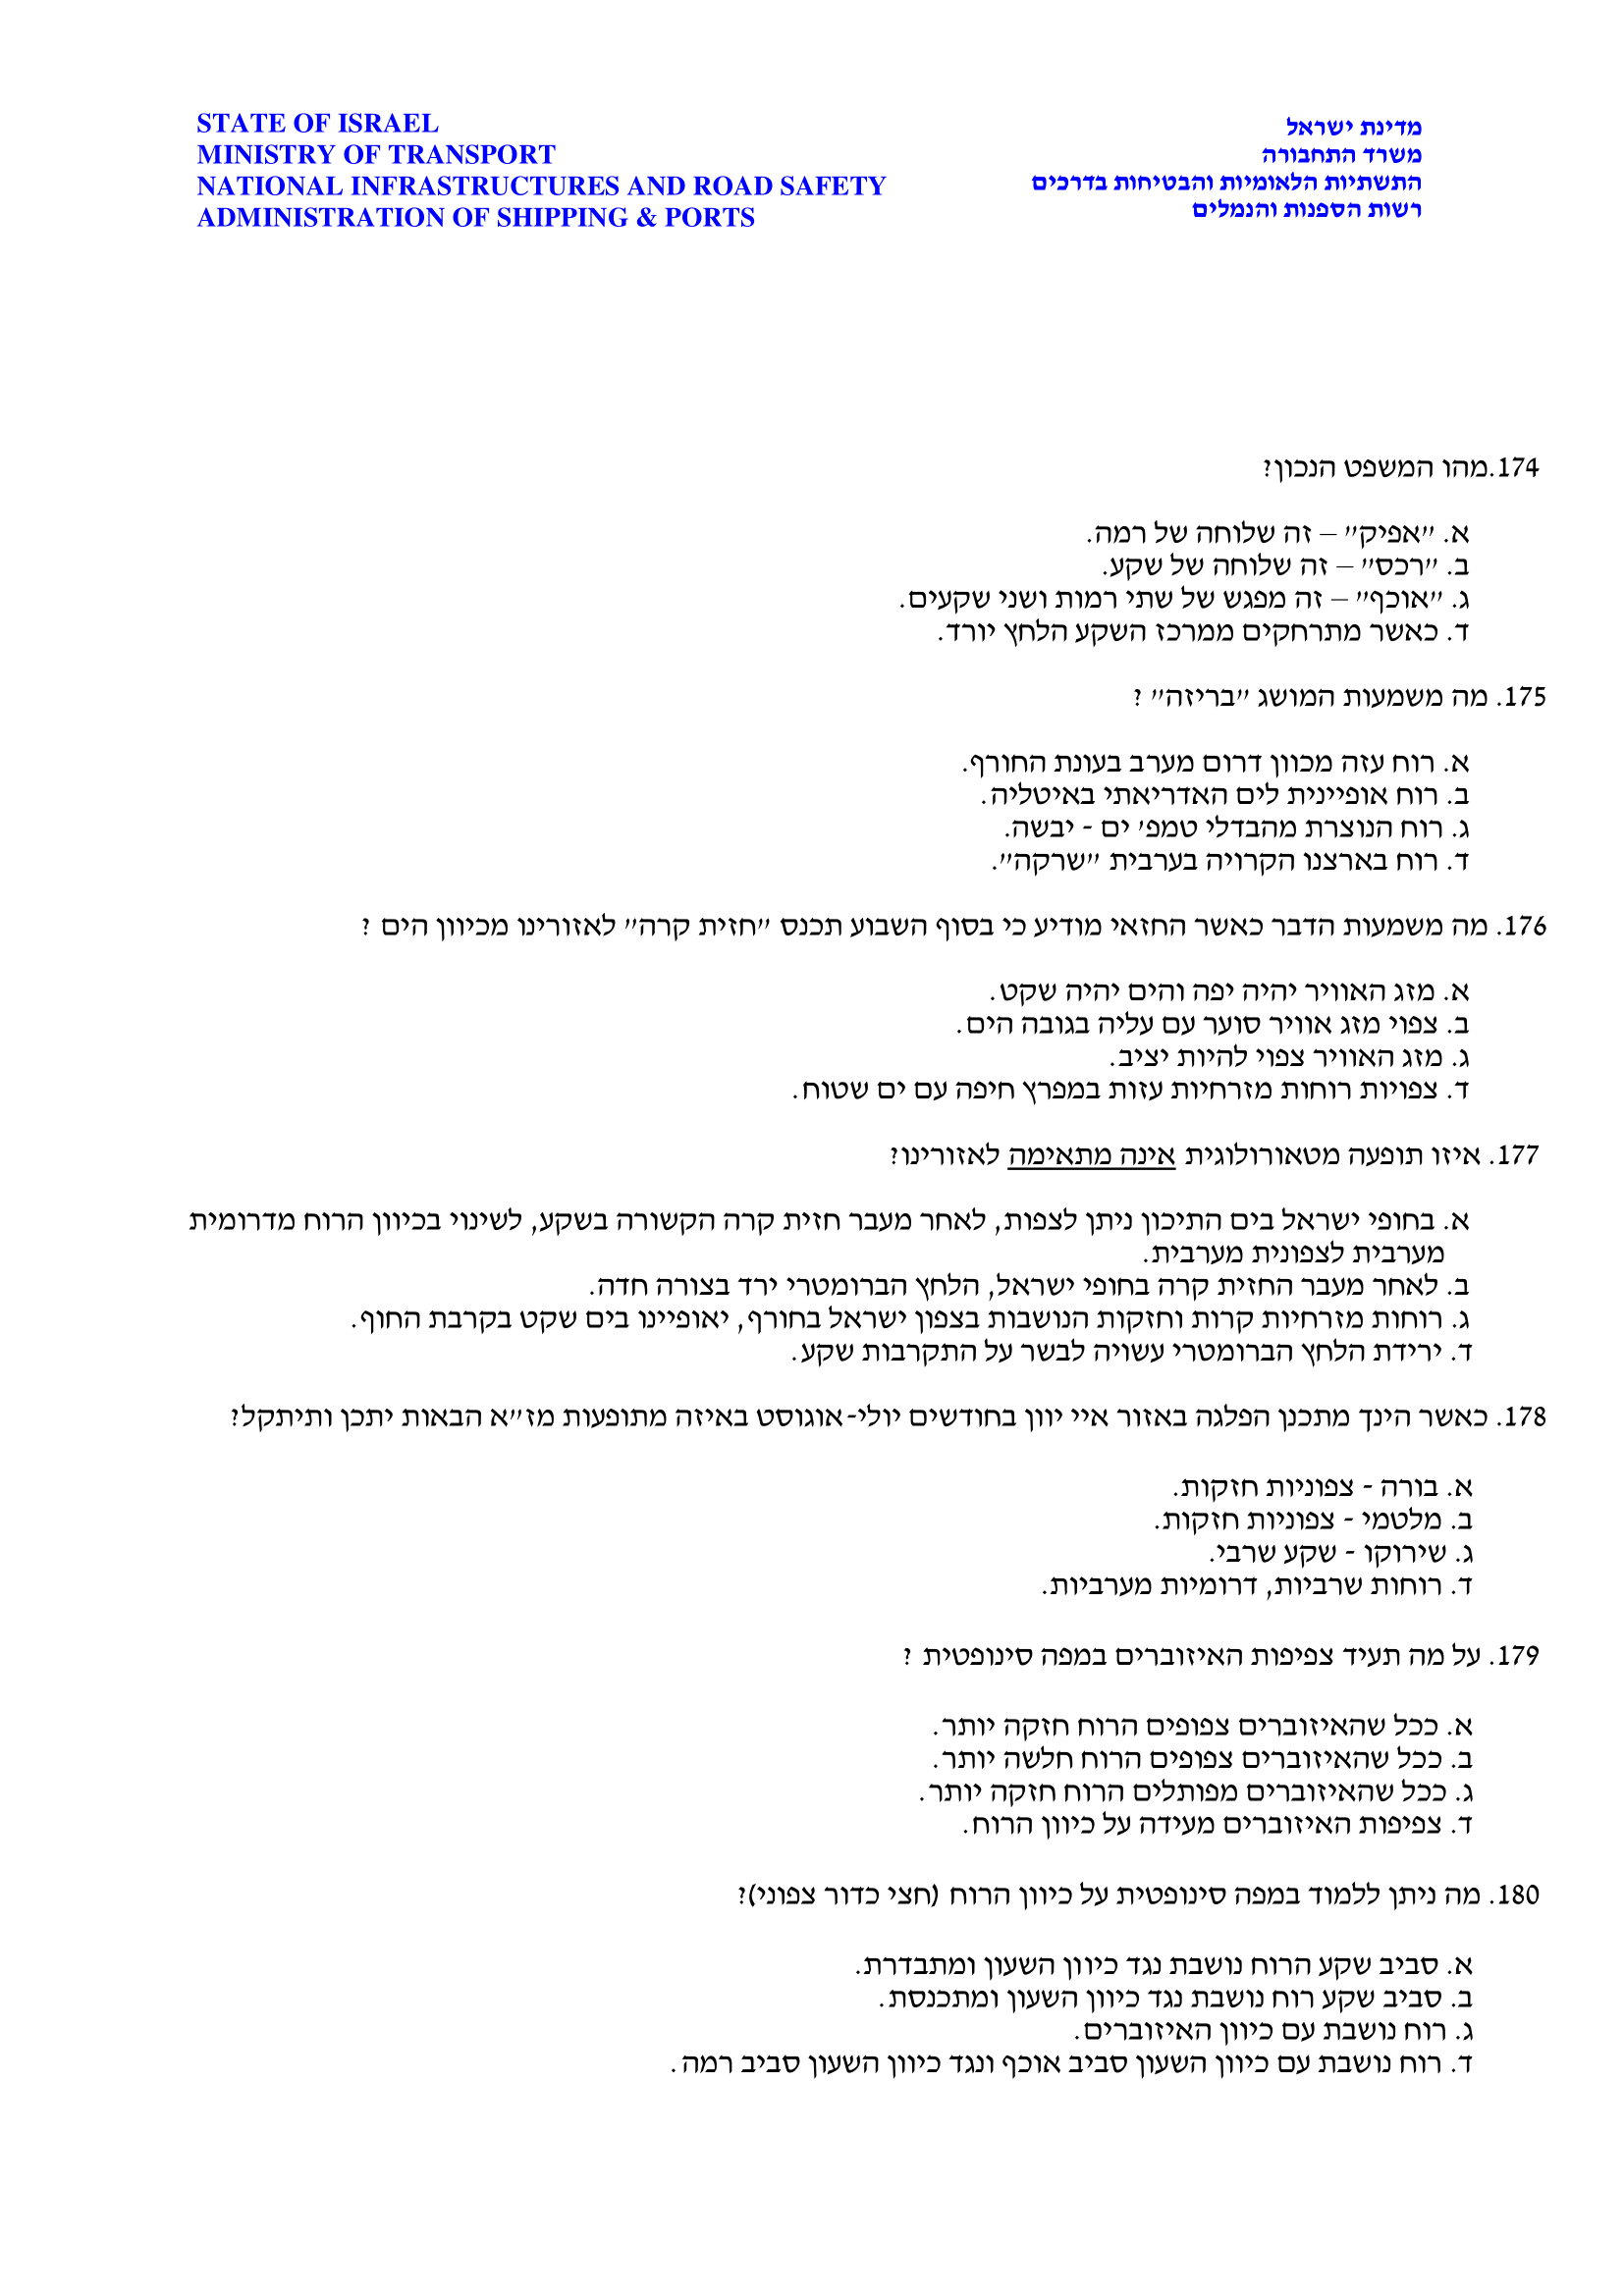 STATE OF ISRAEL
MINISTRY OF TRANSPORT
NATIONAL INFRASTRUCTURES AND ROAD SAFETY
ADMINISTRATION OF SHIPPING & PORTS
מדינת ישראל
משרד התחבורה
התשתיות הלאומיות והבטיחות בדרכים
רשות הספנות והנמלים
174.מהו המשפט הנכון?
א. "אפיק" – זה שלוחה של רמה.
ב. "רכס" – זה שלוחה של שקע.
ג. "אוכף" – זה מפגש של שתי רמות ושני שקעים.
ד. כאשר מתרחקים ממרכז השקע הלחץ יורד.
175. מה משמעות המושג "בריזה" ?
א. רוח עזה מכוון דרום מערב בעונת החורף.
ב. רוח אופיינית לים האדריאתי באיטליה.
ג. רוח הנוצרת מהבדלי טמפ' ים - יבשה.
ד. רוח בארצנו הקרויה בערבית "שרקה".
176. מה משמעות הדבר כאשר החזאי מודיע כי בסוף השבוע תכנס "חזית קרה" לאזורינו מכיוון הים ?
א. מזג האוויר יהיה יפה והים יהיה שקט.
ב. צפוי מזג אוויר סוער עם עליה בגובה הים.
ג. מזג האוויר צפוי להיות יציב.
ד. צפויות רוחות מזרחיות עזות במפרץ חיפה עם ים שטוח.
177. איזו תופעה מטאורולוגית אינה מתאימה לאזורינו?
א. בחופי ישראל בים התיכון ניתן לצפות, לאחר מעבר חזית קרה הקשורה בשקע, לשינוי בכיוון הרוח מדרומית
מערבית לצפונית מערבית.
ב. לאחר מעבר החזית קרה בחופי ישראל, הלחץ הברומטרי ירד בצורה חדה.
ג. רוחות מזרחיות קרות וחזקות הנושבות בצפון ישראל בחורף, יאופיינו בים שקט בקרבת החוף.
ד. ירידת הלחץ הברומטרי עשויה לבשר על התקרבות שקע.
178. כאשר הינך מתכנן הפלגה באזור איי יוון בחודשים יולי-אוגוסט באיזה מתופעות מז"א הבאות יתכן ותיתקל?
א. בורה - צפוניות חזקות.
ב. מלטמי - צפוניות חזקות.
ג. שירוקו - שקע שרבי.
ד. רוחות שרביות, דרומיות מערביות.
179. על מה תעיד צפיפות האיזוברים במפה סינופטית ?
א. ככל שהאיזוברים צפופים הרוח חזקה יותר.
ב. ככל שהאיזוברים צפופים הרוח חלשה יותר.
ג. ככל שהאיזוברים מפותלים הרוח חזקה יותר.
ד. צפיפות האיזוברים מעידה על כיוון הרוח.
180. מה ניתן ללמוד במפה סינופטית על כיוון הרוח (חצי כדור צפוני)?
א. סביב שקע הרוח נושבת נגד כיוון השעון ומתבדרת.
ב. סביב שקע רוח נושבת נגד כיוון השעון ומתכנסת.
ג. רוח נושבת עם כיוון האיזוברים.
ד. רוח נושבת עם כיוון השעון סביב אוכף ונגד כיוון השעון סביב רמה.